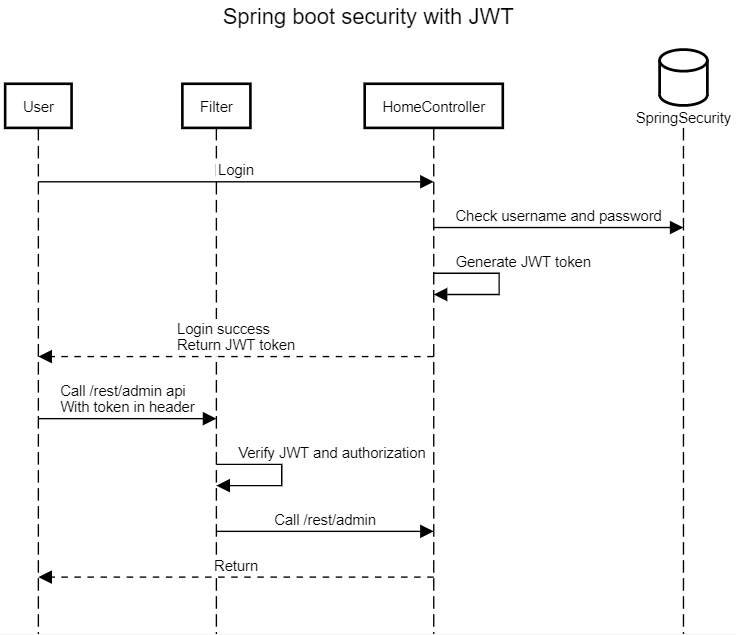 Spring boot security with JWT
User
Filter
HomeController
SpringSecurity
Login
Check username and password
Generate JWT token
Login success
Return JWT token
Call /rest/admin api
With token in header
Verify JWT and authorization
Call /rest/admin
Return